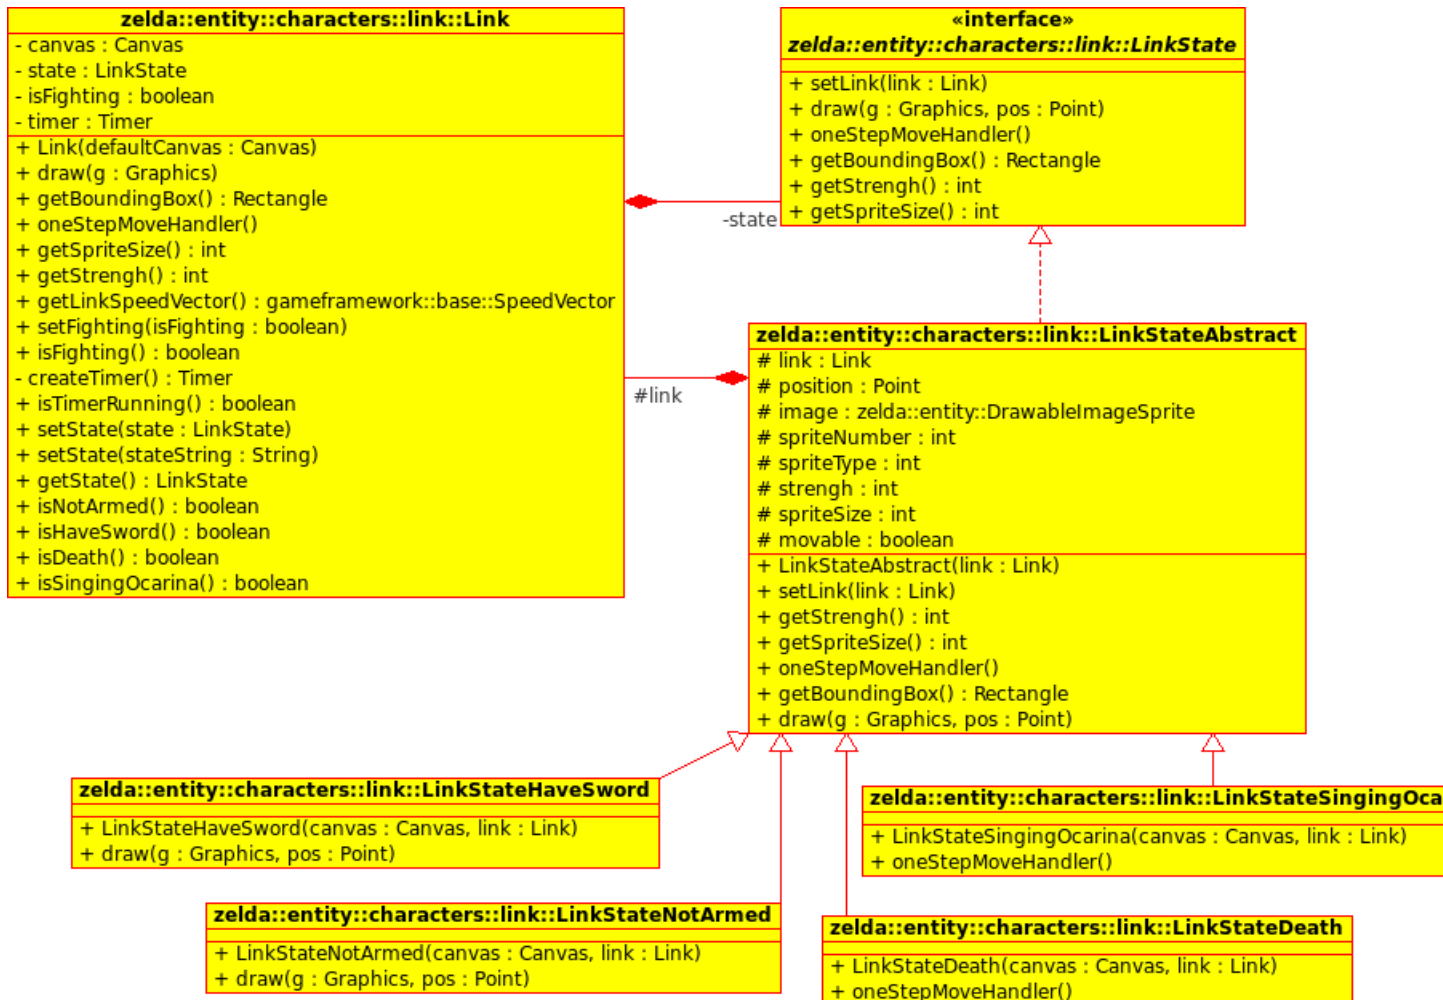 zelda::entity::characters::link::Link
- canvas : Canvas
- state : LinkState
- isFighting : boolean
- timer : Timer
+ Link(defaultCanvas : Canvas)
+ draw(g : Graphics)
+ getBoundingBox() : Rectangle
+ oneStepMoveHandler()
+ getSpriteSize() : int
+ getStrengh() : int
+ getLinkSpeedVector() : gameframework::base::SpeedVector
+ setFighting(isFighting : boolean)
+ isFighting() : boolean
- createTimer() : Timer
+ isTimerRunning() : boolean
+ setState(state : LinkState)
+ setState(stateString : String)
+ getState() : LinkState
+ isNotArmed() : boolean
+ isHaveSword() : boolean
+ isDeath() : boolean
+ isSingingOcarina() : boolean
«interface»
zelda::entity::characters::link::LinkState
+ setLink(link : Link)
+ draw(g : Graphics, pos : Point)
+ oneStepMoveHandler()
+ getBoundingBox() : Rectangle
+ getStrengh() : int
+ getSpriteSize() : int
-state
#link
zelda::entity::characters::link::LinkStateAbstract
# link : Link
# position : Point
# image : zelda::entity::DrawableImageSprite
# spriteNumber : int
# spriteType : int
# strengh : int
# spriteSize : int
# movable : boolean
+ LinkStateAbstract(link : Link)
+ setLink(link : Link)
+ getStrengh() : int
+ getSpriteSize() : int
+ oneStepMoveHandler()
+ getBoundingBox() : Rectangle
+ draw(g : Graphics, pos : Point)
zelda::entity::characters::link::LinkStateHaveSword
+ LinkStateHaveSword(canvas : Canvas, link : Link)
+ draw(g : Graphics, pos : Point)
zelda::entity::characters::link::LinkStateSingingOca
+ LinkStateSingingOcarina(canvas : Canvas, link : Link)
+ oneStepMoveHandler()
zelda::entity::characters::link::LinkStateNotArmed
+ LinkStateNotArmed(canvas : Canvas, link : Link)
+ draw(g : Graphics, pos : Point)
zelda::entity::characters::link::LinkStateDeath
+ LinkStateDeath(canvas : Canvas, link : Link)
+ oneStepMoveHandler()